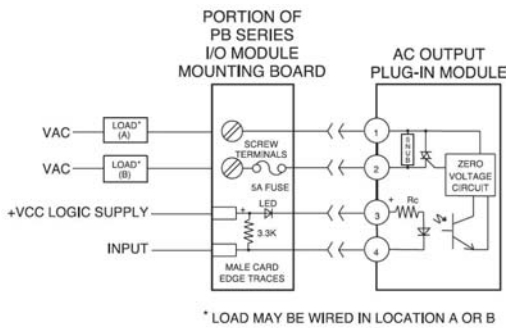 PORTION OF
PB SERIES
I/O MODULE
MOUNTING BOARD
AC OUTPUT
PLUG-IN MODULE
VAC
LOAD*
(A)
1
SCREW
TERMINALS
SNUB
VAC
LOAD*
(B)
2
ZERO
VOLTAGE
CIRCUIT
5A FUSE
+VCC LOGIC SUPPLY
+
LED
3
+
Rc
3.3K
INPUT
4
MALE CARD
EDGE TRACES
* LOAD MAY BE WIRED IN LOCATION A OR B